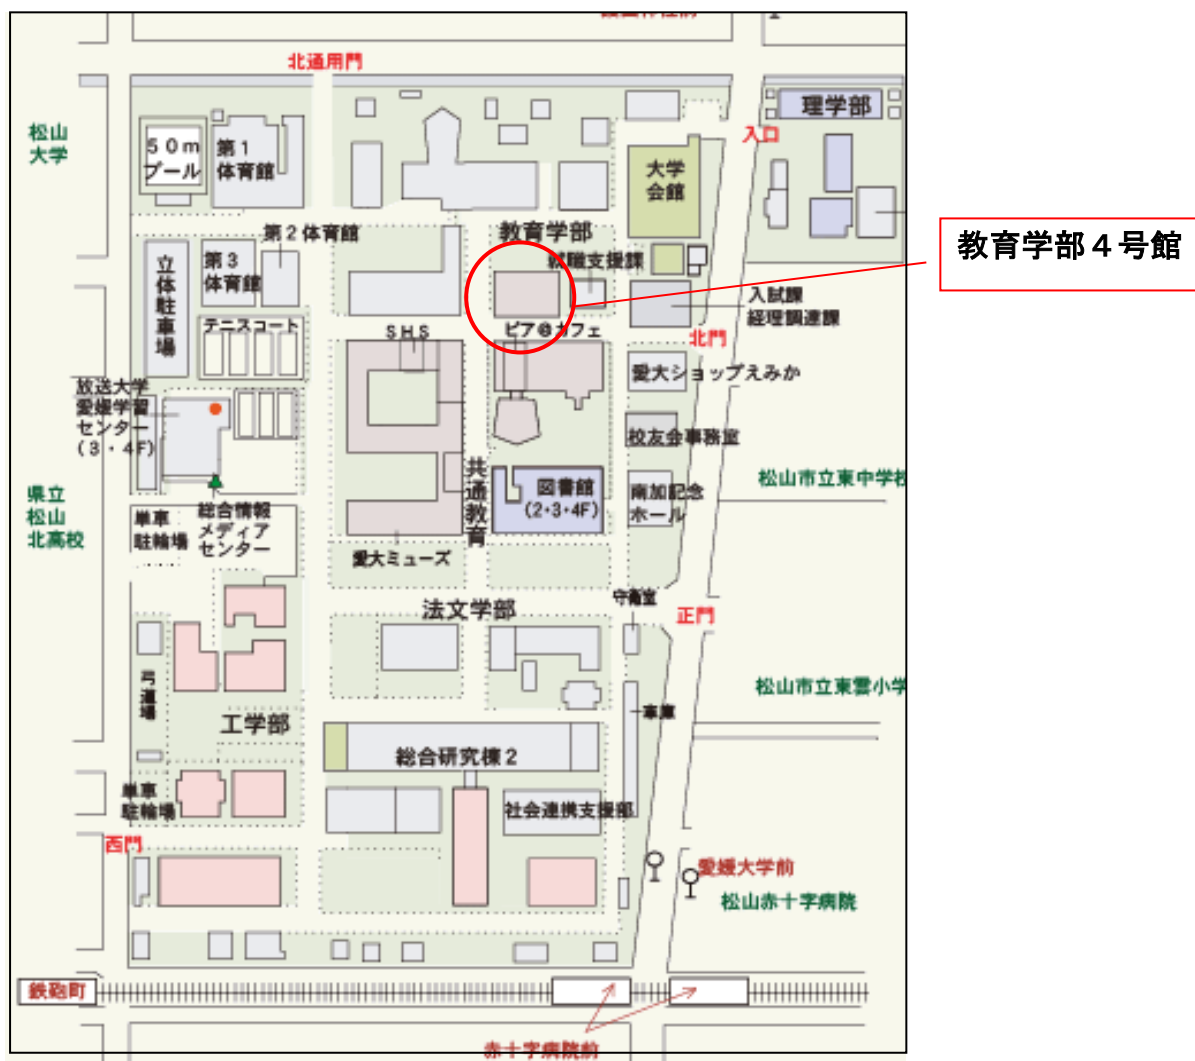 北通用門
理学部
松山
大学
５０ｍ
プール
第１
体育館
大学
会館
入口
教育学部
第２体育館
就職支援課
教育学部４号館
立体駐車場
第３
体育館
入試課
経理調達課
テニスコート
ＳＨＳ
ピア＠カフェ
北門
愛大ショップえみか
放送大学
愛媛学習
センター
(３・４F)
校友会事務室
共通教育
図書館
(2・3・4F)
南加記念
ホール
松山市立東中学校
県立
松山
北高校
単車
駐輪場
総合情報
メディア
センター
愛大ミューズ
法文学部
守衛室
正門
弓道場
松山市立東雲小学
車庫
工学部
総合研究棟２
単車
駐輪場
社会連携支援部
西門
愛媛大学前
松山赤十字病院
鉄砲町
赤十字病院前